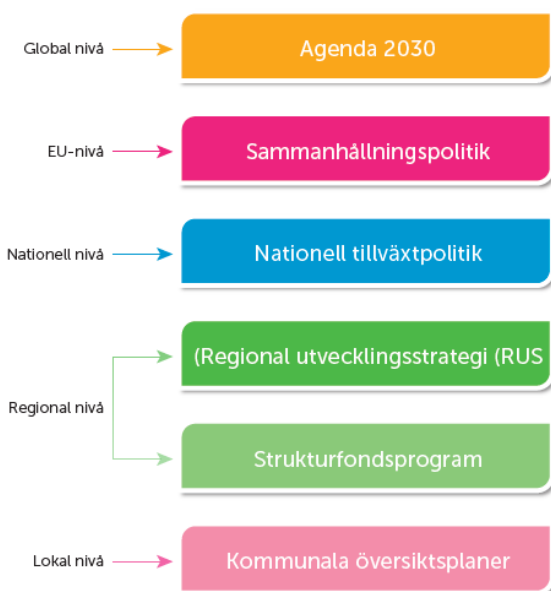 Global nivå
Agenda 2030
EU-nivå
Sammanhållningspolitik
Nationell nivå
Nationell tillväxtpolitik
Regional nivå
(Regional utvecklingsstrategi (RUS
Strukturfondsprogram
Lokal nivå
Kommunala översiktsplaner